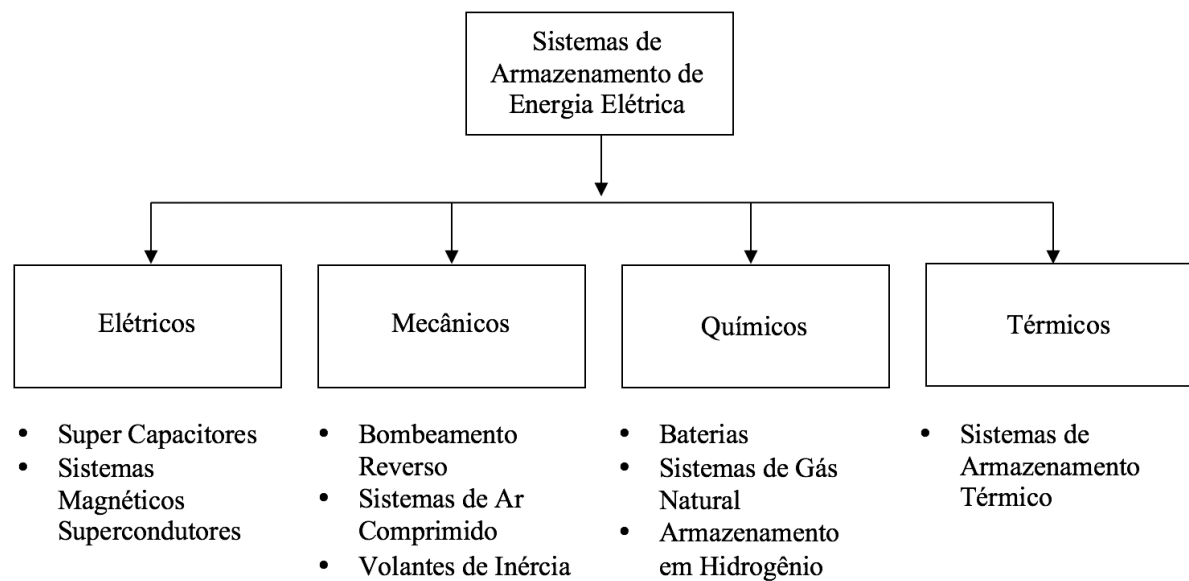 Sistemas de
Armazenamento de
Energia Elétrica
Elétricos
Mecânicos
Químicos
Térmicos
• Super Capacitores
• Sistemas
Magnéticos
Supercondutores
• Bombeamento
Reverso
• Sistemas de Ar
Comprimido
• Volantes de Inércia
• Baterias
• Sistemas de Gás
Natural
• Armazenamento
em Hidrogênio
• Sistemas de
Armazenamento
Térmico